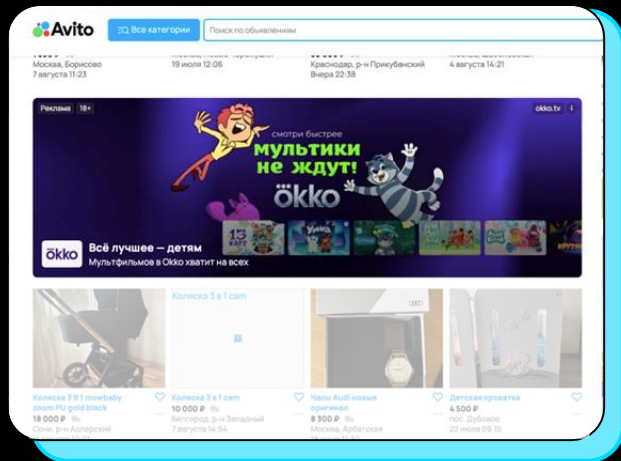 Avito
Все категории
Поиск по объявлениям
Москва, Борисово
7 августа 11:23
19 июля 12:06
Краснодар, р-н Прикубанский
Вчера 22:38
4 августа 14:21
Реклама 18+
okko.tv
смотри быстрее
мультики
не ждут!
ökko
15
КАРТ
Умка
ökko
Всё лучшее — детям
Мультфильмов в Okko хватит на всех
Коляска 3 в 1 cam
Коляска 3 В 1 mowbaby
zoom PU gold black
18 000 ₽
Сочи, р-н Адлерский
Коляска 3 в 1 cam
10 000 ₽
Белгород, р-н Западный
7 августа 14:54
Часы Audi новые
оригинал
8 300 ₽
Москва, Арбатская
Детская кроватка
4 500 ₽
пос. Дубовое
22 июля 09:15